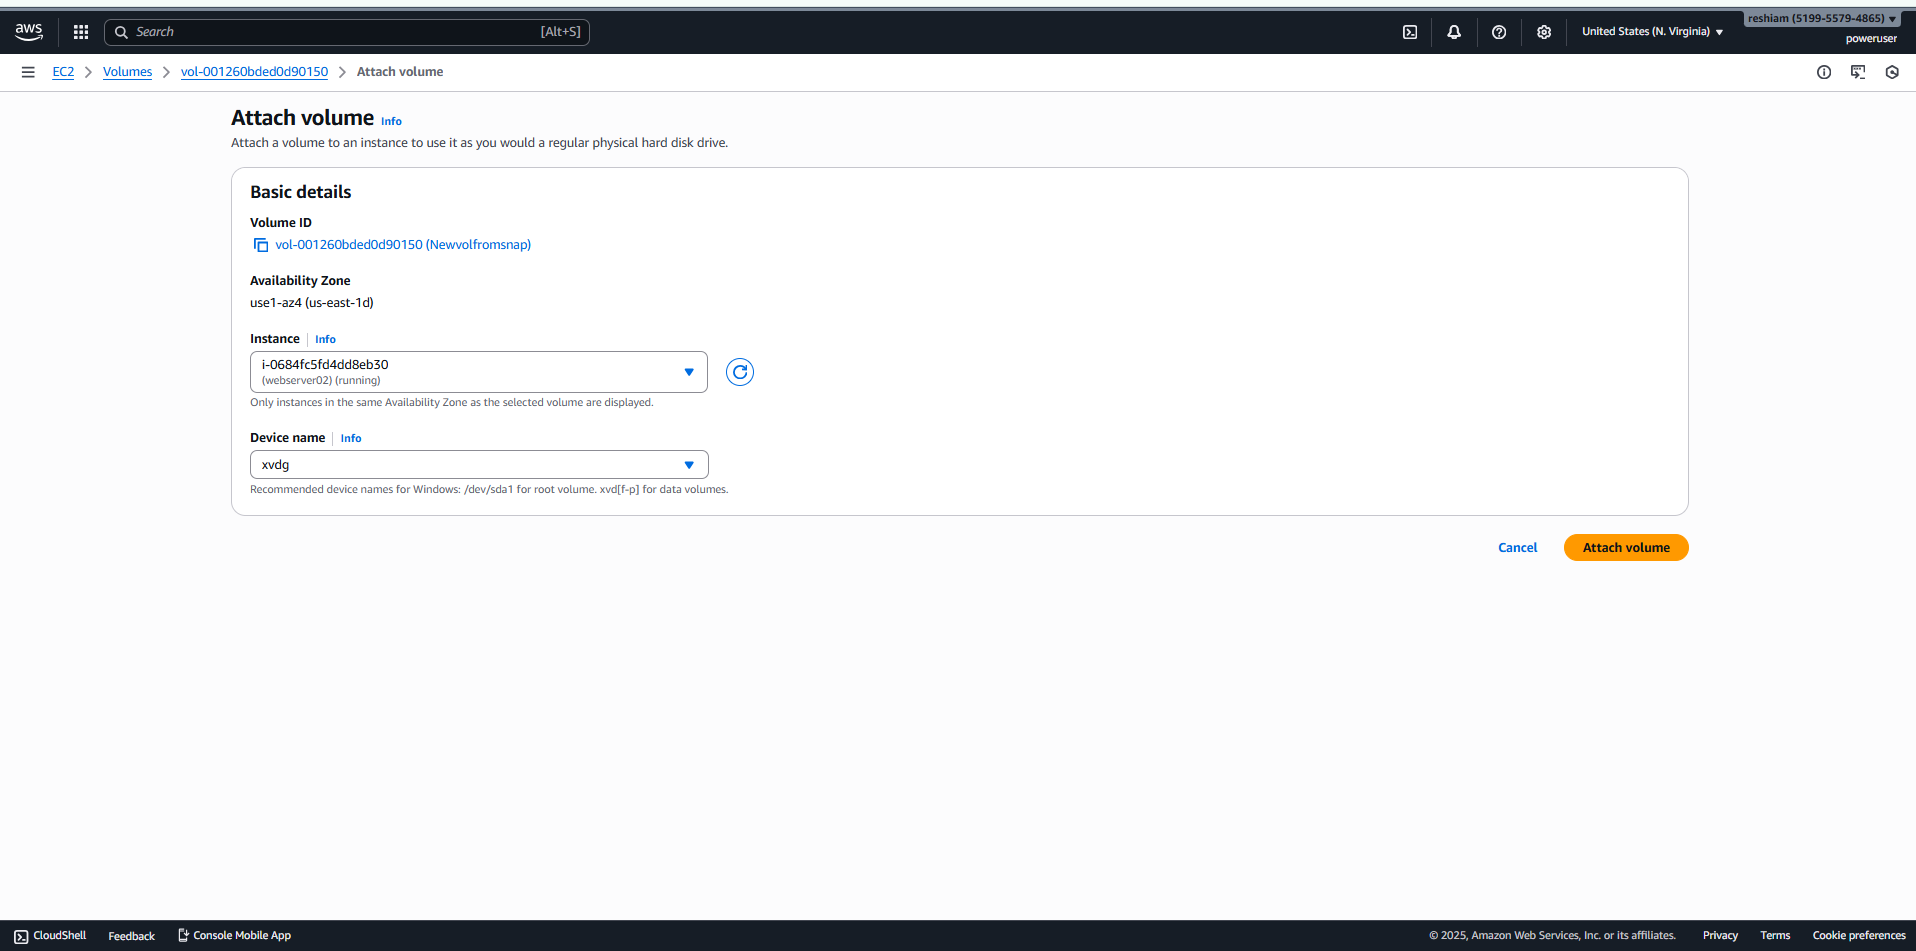 aws
Search [Alt+S]
United States (N. Virginia)
reshiam (5199-5579-4865)
poweruser
EC2 Volumes vol-001260bded0d90150 Attach volume
Attach volume Info
Attach a volume to an instance to use it as you would a regular physical hard disk drive.
Basic details
Volume ID
vol-001260bded0d90150 (Newvolfromsnap)
Availability Zone
use1-az4 (us-east-1d)
Instance Info
i-0684fc5fd4dd8eb30
(webserver02) (running)
Only instances in the same Availability Zone as the selected volume are displayed.
Device name Info
xvdg
Recommended device names for Windows: /dev/sda1 for root volume. xvd[f-p] for data volumes.
Cancel Attach volume
CloudShell Feedback Console Mobile App © 2025, Amazon Web Services, Inc. or its affiliates. Privacy Terms Cookie preferences